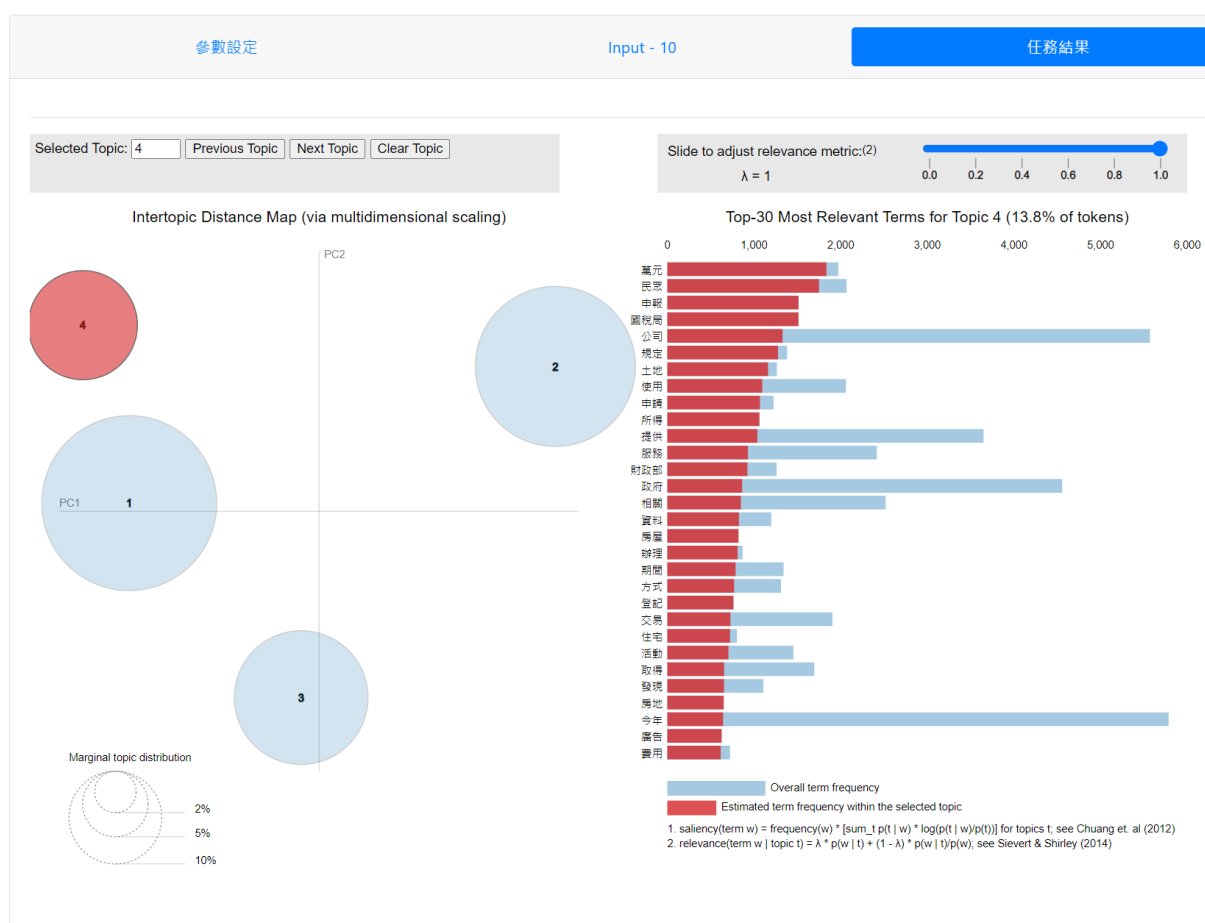 參數設定
Input - 10
任務結果
Selected Topic: 4 Previous Topic Next Topic Clear Topic
Slide to adjust relevance metric:(2)
λ = 1
0.0 0.2 0.4 0.6 0.8 1.0
Intertopic Distance Map (via multidimensional scaling)
PC2
PC1
4
2
1
3
Marginal topic distribution
2%
5%
10%
Top-30 Most Relevant Terms for Topic 4 (13.8% of tokens)
0 1,000 2,000 3,000 4,000 5,000 6,000
萬元
民眾
申報
國稅局
公司
規定
土地
使用
申請
所得
提供
服務
財政部
政府
相關
資料
房屋
辦理
期間
方式
登記
交易
住宅
活動
取得
發現
房地
今年
廣告
費用
Overall term frequency
Estimated term frequency within the selected topic
1. saliency(term w) = frequency(w) * [sum_t p(t | w) * log(p(t | w)/p(t))] for topics t; see Chuang et. al (2012)
2. relevance(term w | topic t) = λ * p(w | t) + (1 - λ) * p(w | t)/p(w); see Sievert & Shirley (2014)